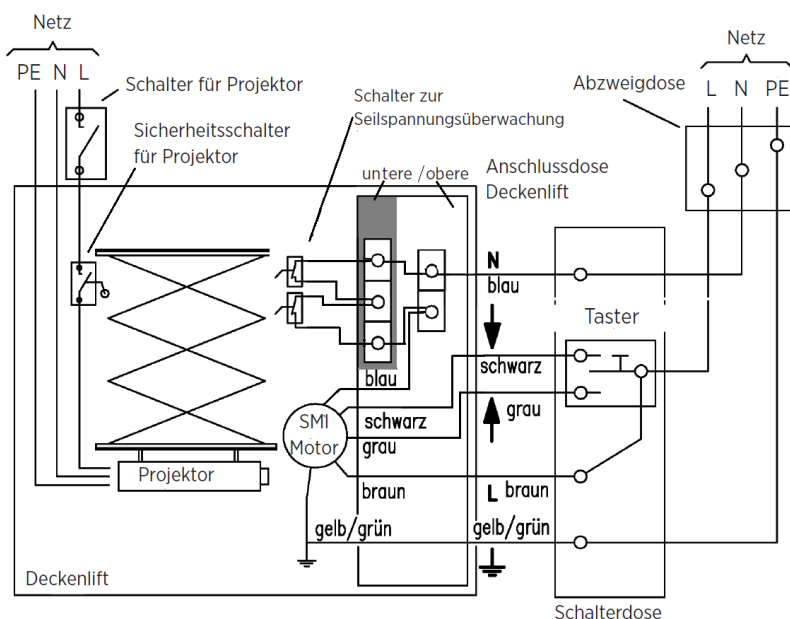 Netz
PE N L
Schalter für Projektor
Sicherheitsschalter
für Projektor
Schalter zur
Seilspannungsüberwachung
untere /obere
Anschlussdose
Deckenlift
Netz
Abzweigdose
L N PE
N
blau
Taster
schwarz
grau
blau
schwarz
grau
SMI
Motor
braun
L braun
gelb/grün
gelb/grün
Projektor
Deckenlift
Schalterdose